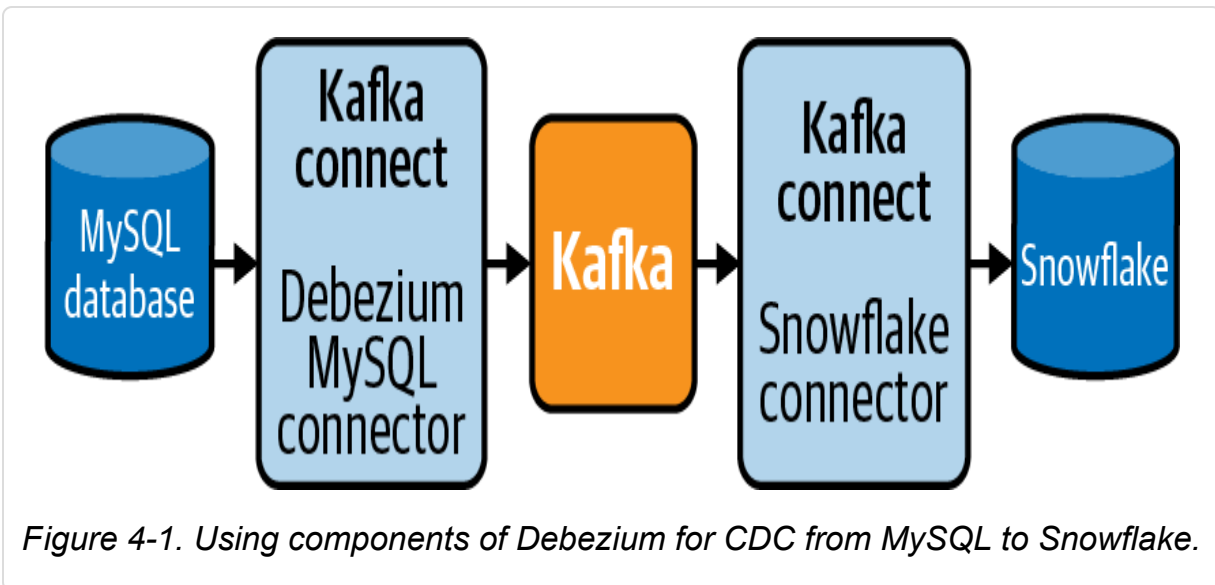 MySQL
database
Kafka
connect
Debezium
MySQL
connector
Kafka
Kafka
connect
Snowflake
connector
Snowflake
Figure 4-1. Using components of Debezium for CDC from MySQL to Snowflake.